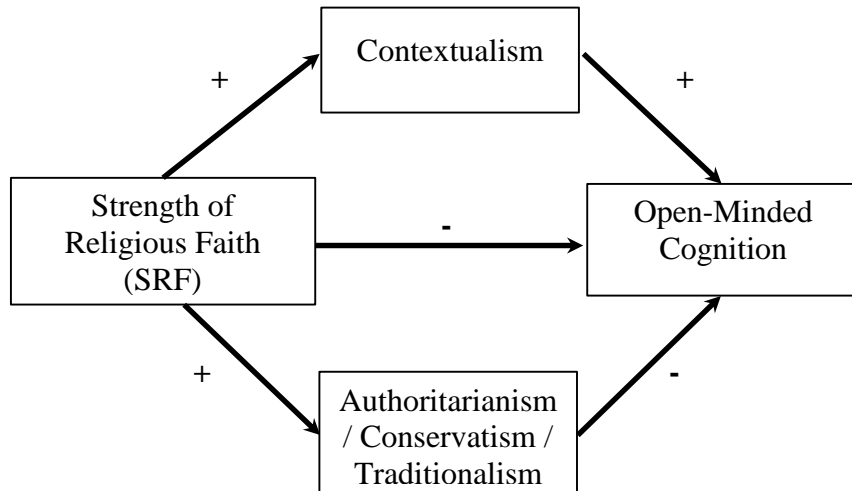 Contextualism
+
+
Strength of
Religious Faith
(SRF)
-
Open-Minded
Cognition
+
-
Authoritarianism
/ Conservatism /
Traditionalism